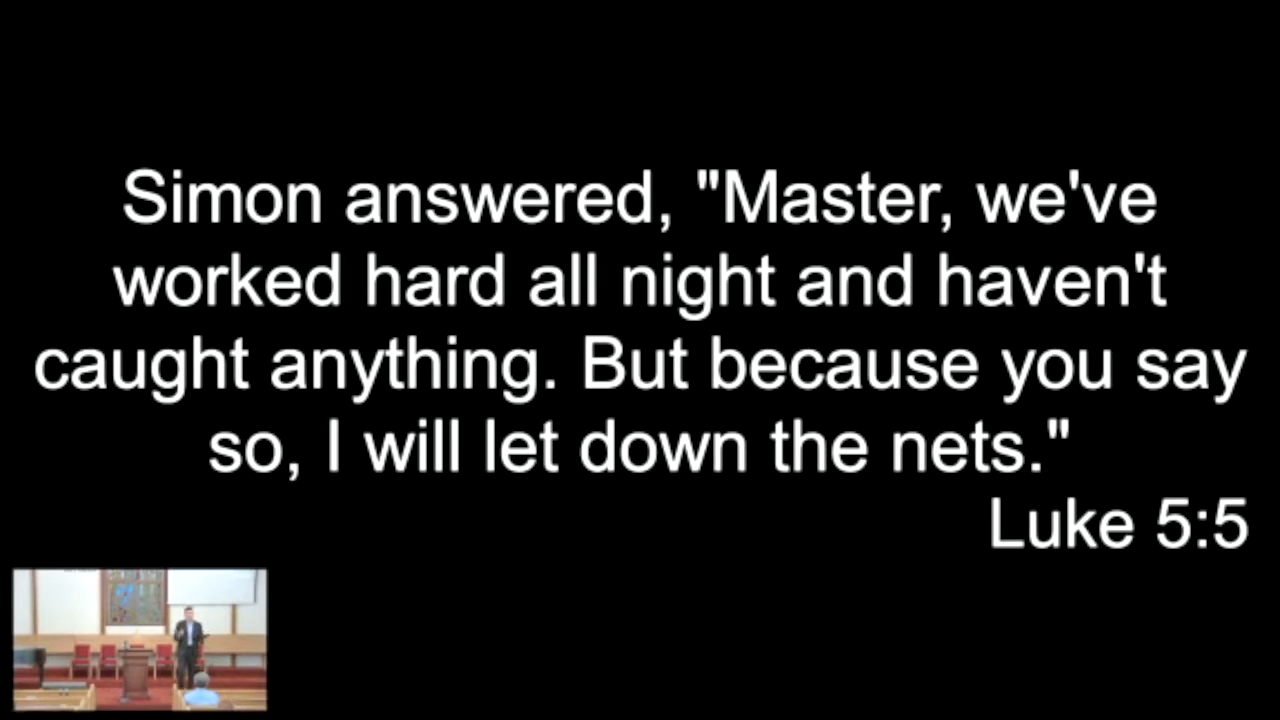 Simon answered, "Master, we've
worked hard all night and haven't
caught anything. But because you say
so, I will let down the nets."
Luke 5:5